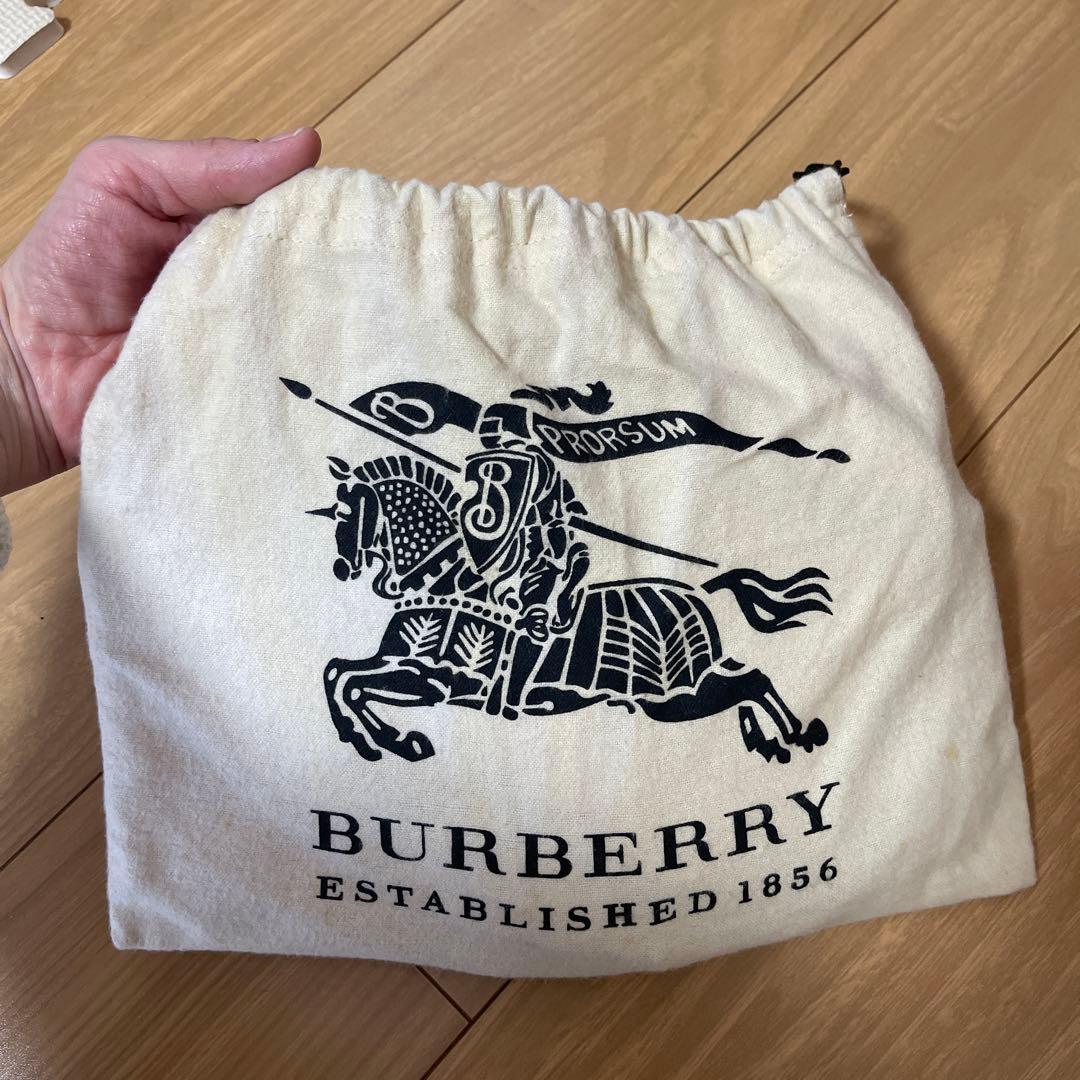 B
PRORSUM
B
BURBERRY
ESTABLISHED 1856